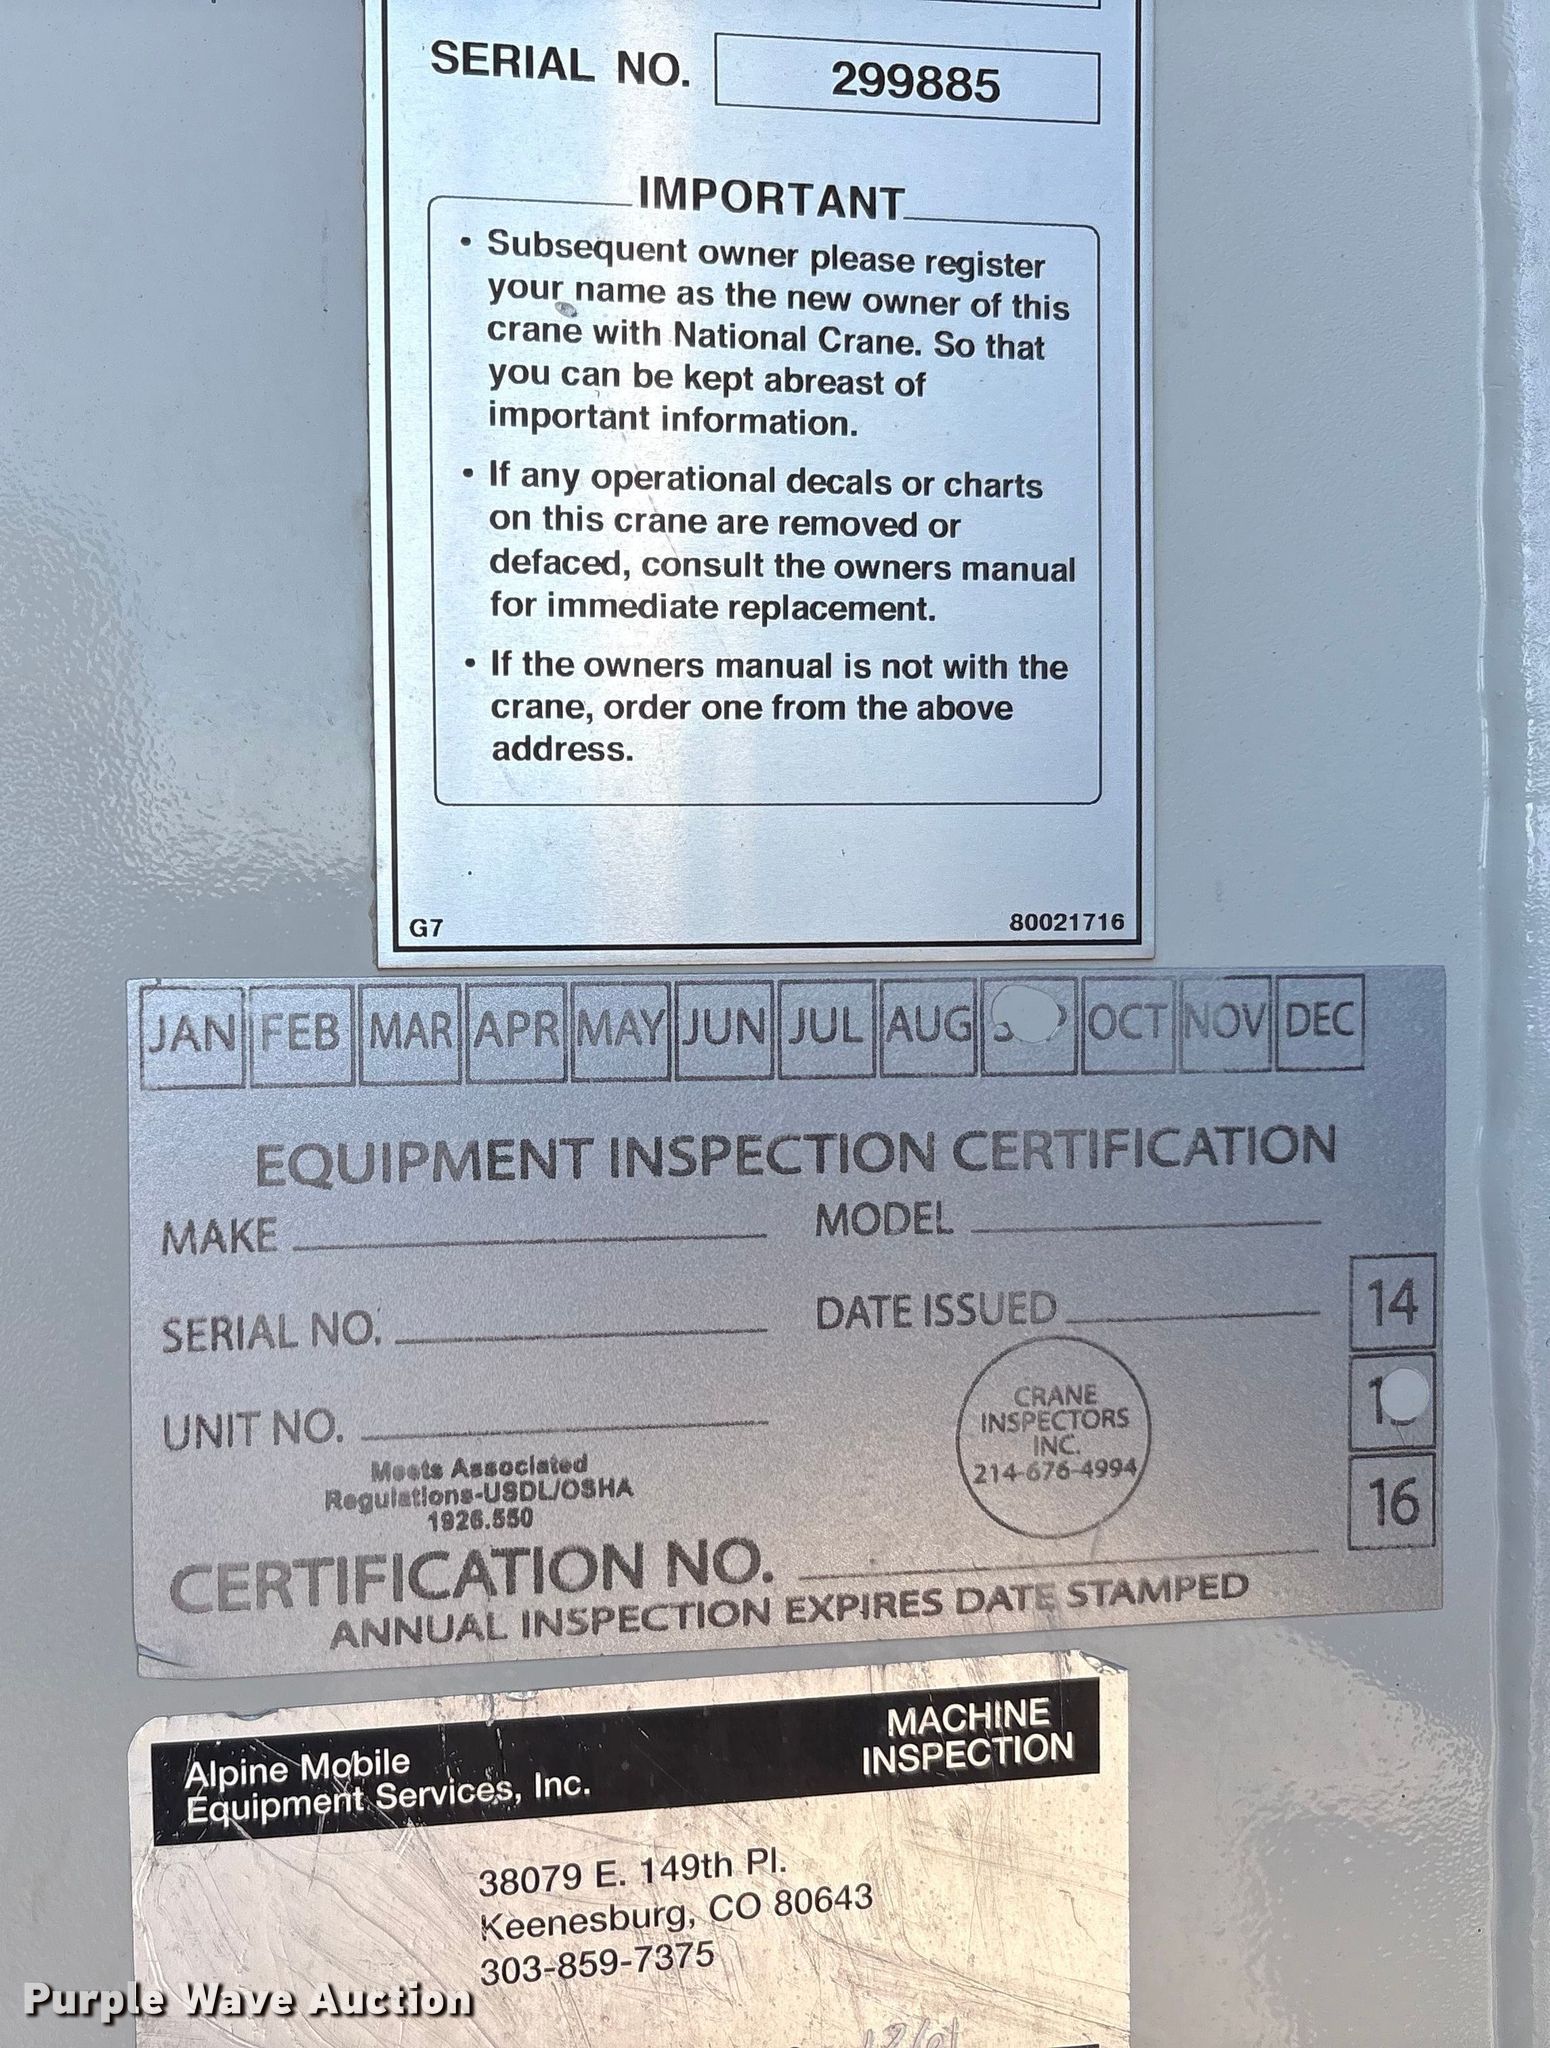 SERIAL NO. 299885
IMPORTANT
• Subsequent owner please register
your name as the new owner of this
crane with National Crane. So that
you can be kept abreast of
important information.
• If any operational decals or charts
on this crane are removed or
defaced, consult the owners manual
for immediate replacement.
• If the owners manual is not with the
crane, order one from the above
address.
G7 80021716
JAN FEB MAR APR MAY JUN JUL AUG OCT NOV DEC
EQUIPMENT INSPECTION CERTIFICATION
MAKE MODEL
SERIAL NO. DATE ISSUED
14
UNIT NO.
CRANE
INSPECTORS
INC.
214-676-4994
16
Meets Associated
Regulations-USDL/OSHA
1926.550
CERTIFICATION NO.
ANNUAL INSPECTION EXPIRES DATE STAMPED
Alpine Mobile
Equipment Services, Inc.
MACHINE
INSPECTION
38079 E. 149th Pl.
Keenesburg, CO 80643
303-859-7375
Purple Wave Auction